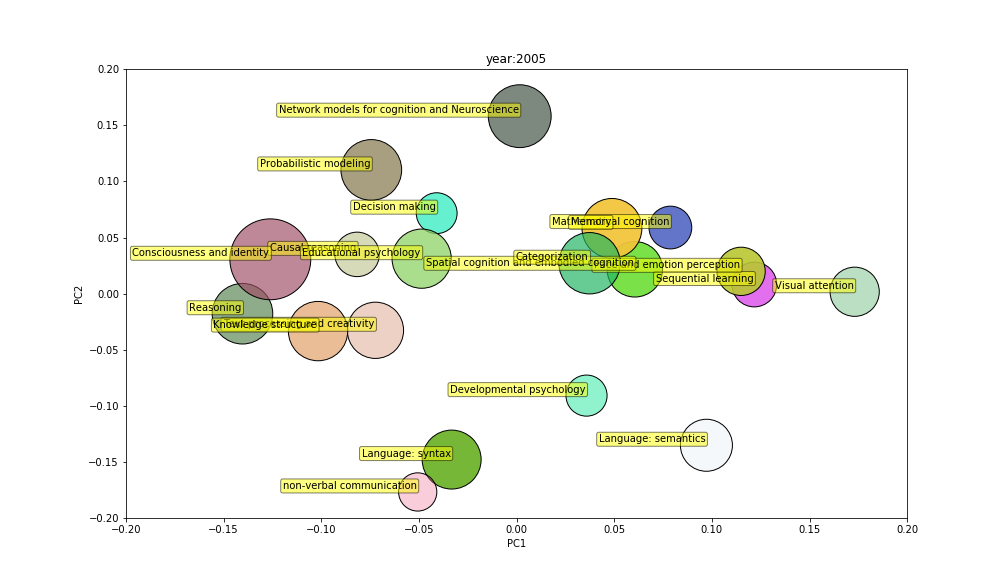 year:2005
0.20
0.15
0.10
0.05
0.00
−0.05
−0.10
−0.15
−0.20
PC2
Network models for cognition and Neuroscience
Probabilistic modeling
Decision making
Memory
cognition
Consciousness and identity
Causal reasoning
Educational psychology
Categorization
Spatial cognition and embodied cognition
emotion perception
Sequential learning
Visual attention
Reasoning
Knowledge structure
creativity
Developmental psychology
Language: semantics
Language: syntax
non-verbal communication
−0.20 −0.15 −0.10 −0.05 0.00 0.05 0.10 0.15 0.20
PC1